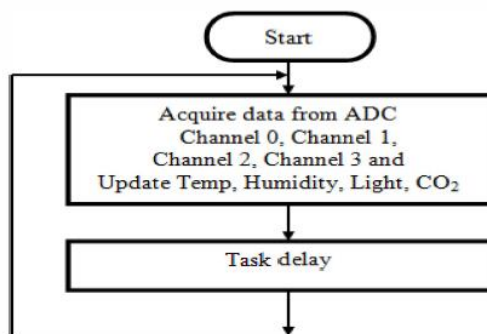 Start
Acquire data from ADC
Channel 0, Channel 1,
Channel 2, Channel 3 and
Update Temp, Humidity, Light, CO₂
Task delay